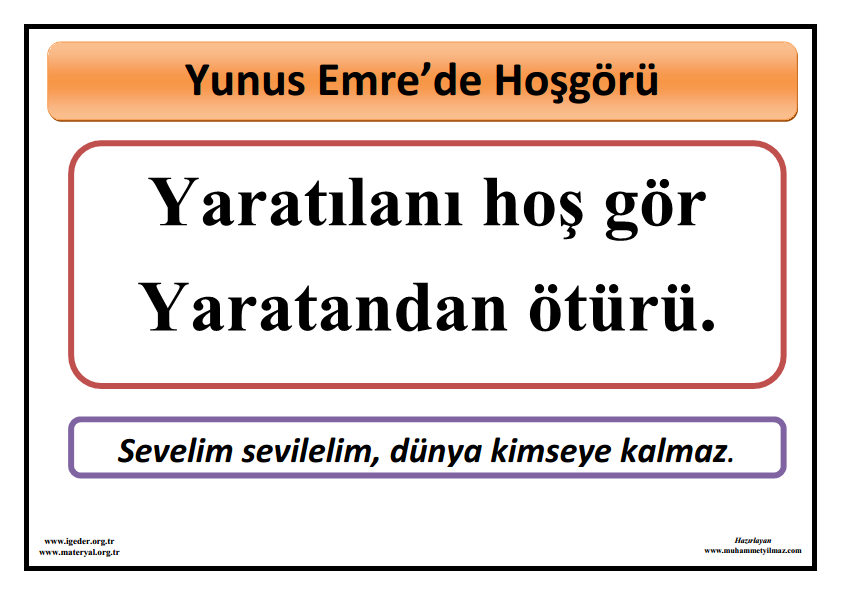 Yunus Emre’de Hoşgörü
Yaratılanı hoş gör
Yaratandan ötürü.
Sevelim sevilelim, dünya kimseye kalmaz.
www.igeder.org.tr
www.materyal.org.tr
Hazırlayan
www.muhammetyilmaz.com